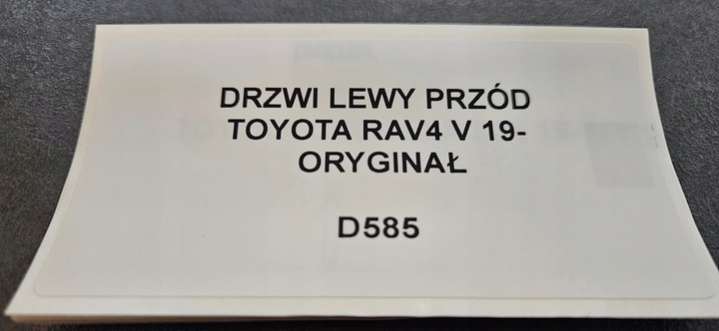 DRZWI LEWY PRZÓD
TOYOTA RAV4 V 19-
ORYGINAŁ
D585